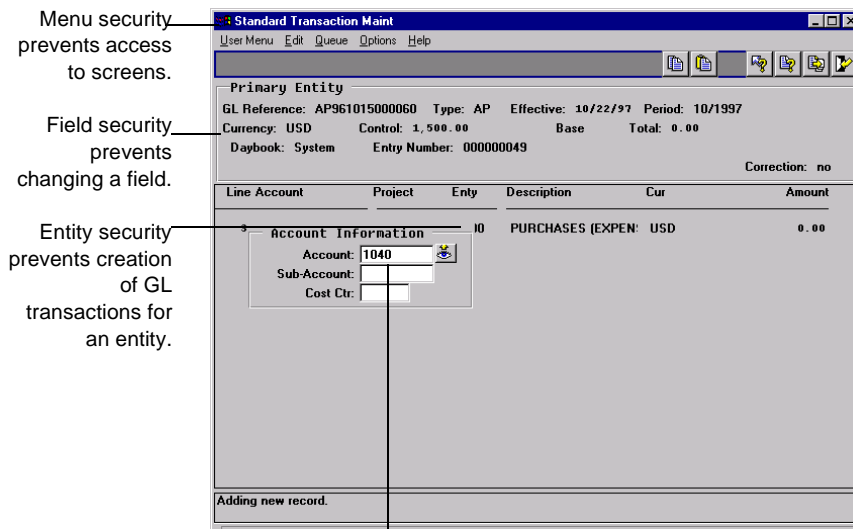 Menu security
prevents access
to screens.
Field security
prevents
changing a field.
Entity security
prevents creation
of GL
transactions for
an entity.
Standard Transaction Maint
User Menu Edit Queue Options Help
Primary Entity
GL Reference: AP961015000060 Type: AP Effective: 10/22/97 Period: 10/1997
Currency: USD Control: 1,500.00 Base Total: 0.00
Daybook: System Entry Number: 000000049
Correction: no
Line Account Project Enty Description Cur Amount
PURCHASES (EXPEN: USD 0.00
Account Information
Account: 1040
Sub-Account:
Cost Ctr:
Adding new record.